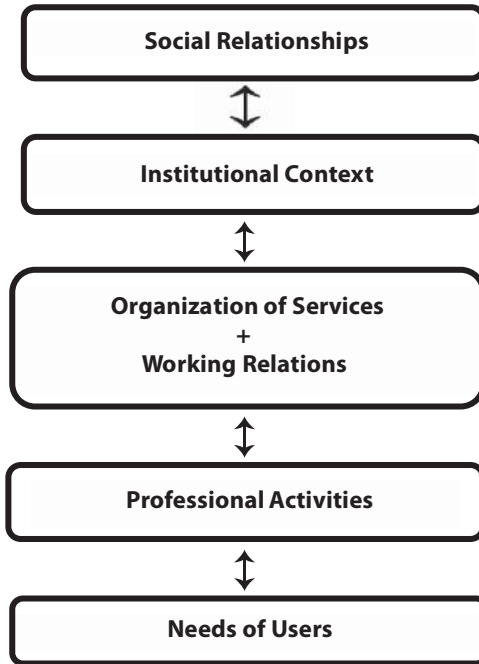 Social Relationships
Institutional Context
Organization of Services
+
Working Relations
Professional Activities
Needs of Users